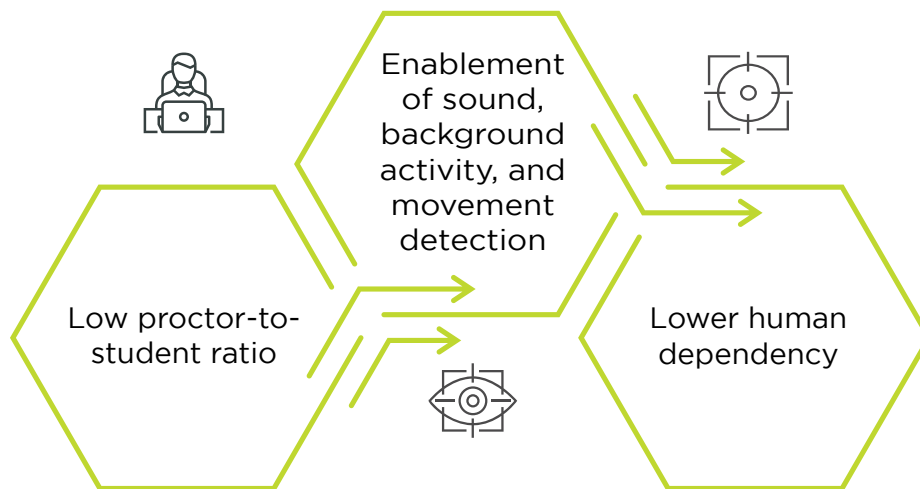 Low proctor-to-
student ratio
Enablement
of sound,
background
activity, and
movement
detection
Lower human
dependency